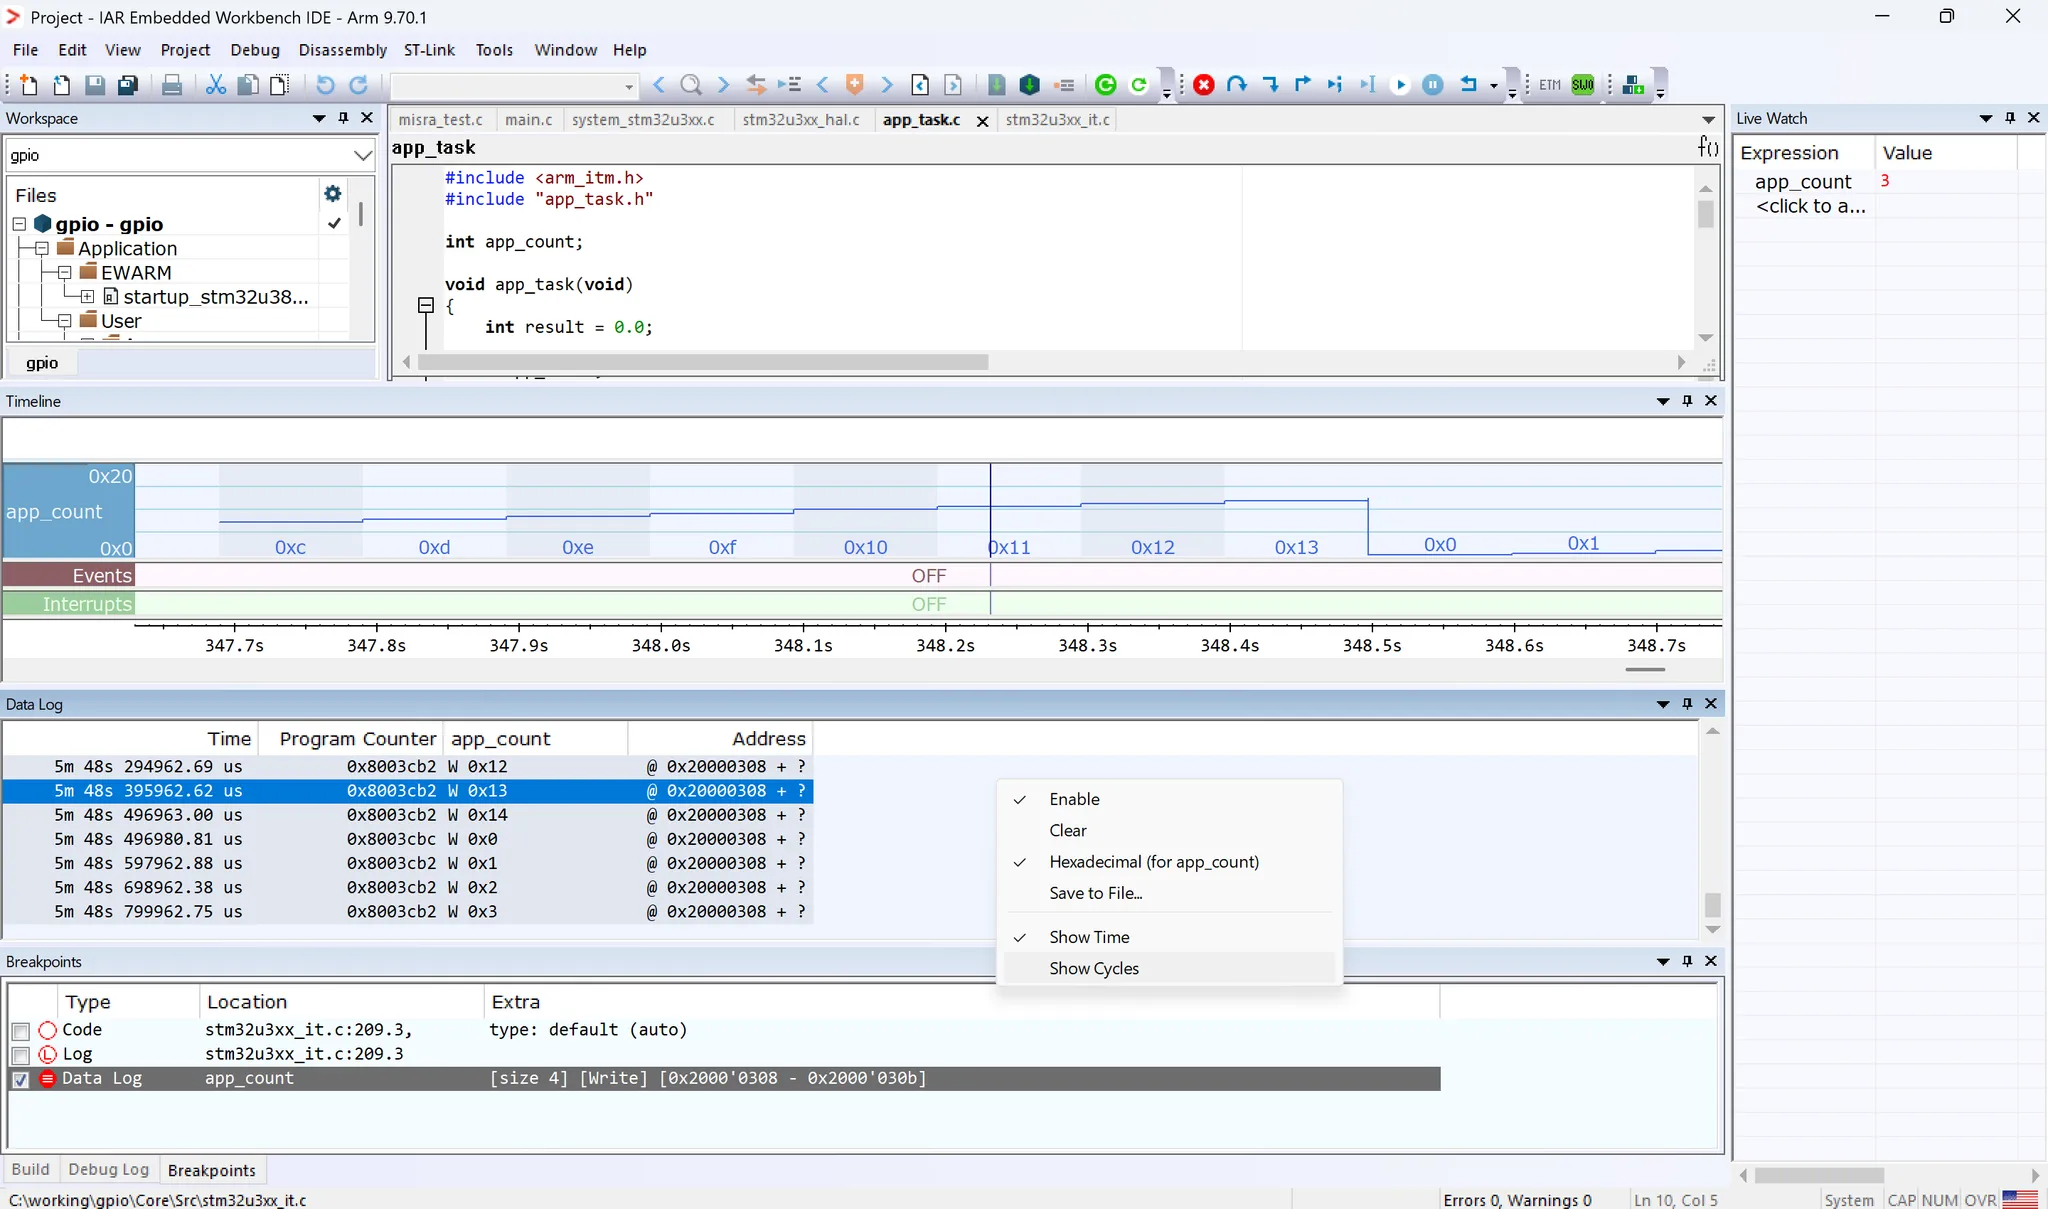 Project - IAR Embedded Workbench IDE - Arm 9.70.1
File Edit View Project Debug Disassembly ST-Link Tools Window Help
ETM SWO
Workspace
gpio
Files
gpio - gpio
Application
EWARM
startup_stm32u38...
User
gpio
misra_test.c main.c system_stm32u3xx.c stm32u3xx_hal.c app_task.c stm32u3xx_it.c
app_task
f()
#include <arm_itm.h>
#include "app_task.h"
int app_count;
void app_task(void)
{
int result = 0.0;
Live Watch
Expression Value
app_count 3
<click to a...
Timeline
0x20
app_count
0x0
0xc 0xd 0xe 0xf 0x10 0x11 0x12 0x13 0x0 0x1
Events OFF
Interrupts OFF
347.7s 347.8s 347.9s 348.0s 348.1s 348.2s 348.3s 348.4s 348.5s 348.6s 348.7s
Data Log
Time Program Counter app_count Address
5m 48s 294962.69 us 0x8003cb2 W 0x12 @ 0x20000308 + ?
5m 48s 395962.62 us 0x8003cb2 W 0x13 @ 0x20000308 + ?
5m 48s 496963.00 us 0x8003cb2 W 0x14 @ 0x20000308 + ?
5m 48s 496980.81 us 0x8003cbc W 0x0 @ 0x20000308 + ?
5m 48s 597962.88 us 0x8003cb2 W 0x1 @ 0x20000308 + ?
5m 48s 698962.38 us 0x8003cb2 W 0x2 @ 0x20000308 + ?
5m 48s 799962.75 us 0x8003cb2 W 0x3 @ 0x20000308 + ?
Enable
Clear
Hexadecimal (for app_count)
Save to File...
Show Time
Show Cycles
Breakpoints
Type Location Extra
Code stm32u3xx_it.c:209.3, type: default (auto)
L Log stm32u3xx_it.c:209.3
Data Log app_count [size 4] [Write] [0x2000'0308 - 0x2000'030b]
Build Debug Log Breakpoints
C:\working\gpio\Core\Src\stm32u3xx_it.c Errors 0, Warnings 0 Ln 10, Col 5 System CAP NUM OVR